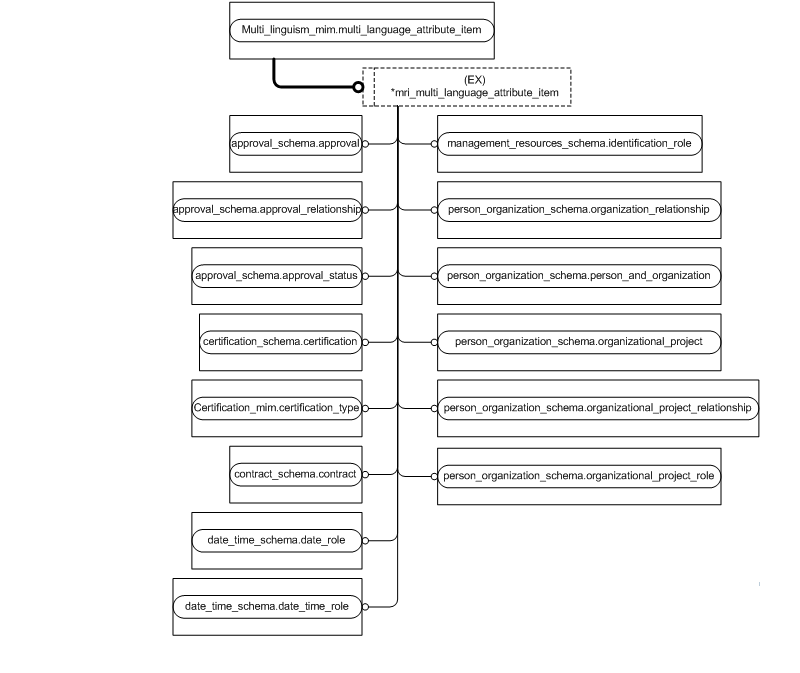 Multi_linguism_mim.multi_language_attribute_item
(EX)
*mri_multi_language_attribute_item
approval_schema.approval
management_resources_schema.identification_role
approval_schema.approval_relationship
person_organization_schema.organization_relationship
approval_schema.approval_status
person_organization_schema.person_and_organization
certification_schema.certification
person_organization_schema.organizational_project
Certification_mim.certification_type
person_organization_schema.organizational_project_relationship
contract_schema.contract
person_organization_schema.organizational_project_role
date_time_schema.date_role
date_time_schema.date_time_role